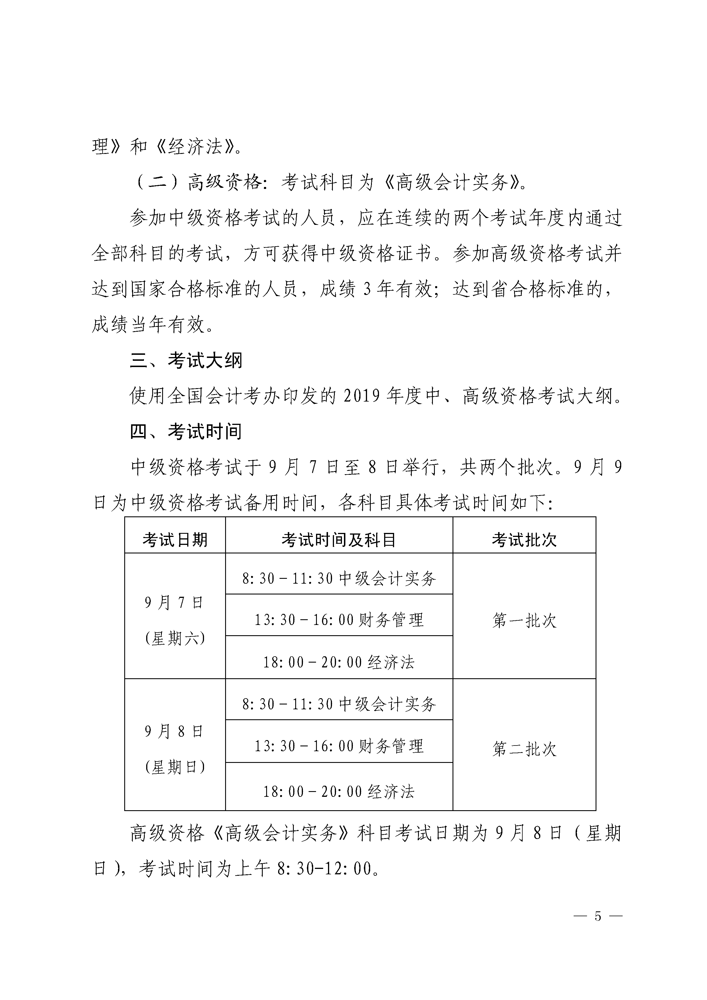 理》和《经济法》。
（二）高级资格：考试科目为《高级会计实务》。
参加中级资格考试的人员，应在连续的两个考试年度内通过
全部科目的考试，方可获得中级资格证书。参加高级资格考试并
达到国家合格标准的人员，成绩 3 年有效；达到省合格标准的，
成绩当年有效。
三、考试大纲
使用全国会计考办印发的 2019 年度中、高级资格考试大纲。
四、考试时间
中级资格考试于 9 月 7 日至 8 日举行，共两个批次。9 月 9
日为中级资格考试备用时间，各科目具体考试时间如下：
考试日期 考试时间及科目 考试批次
9 月 7 日
(星期六)
8:30-11:30 中级会计实务
13:30-16:00 财务管理
18:00-20:00 经济法
第一批次
9 月 8 日
(星期日)
8:30-11:30 中级会计实务
13:30-16:00 财务管理
18:00-20:00 经济法
第二批次
高级资格《高级会计实务》科目考试日期为 9 月 8 日（星期
日），考试时间为上午 8:30-12:00。
— 5 —